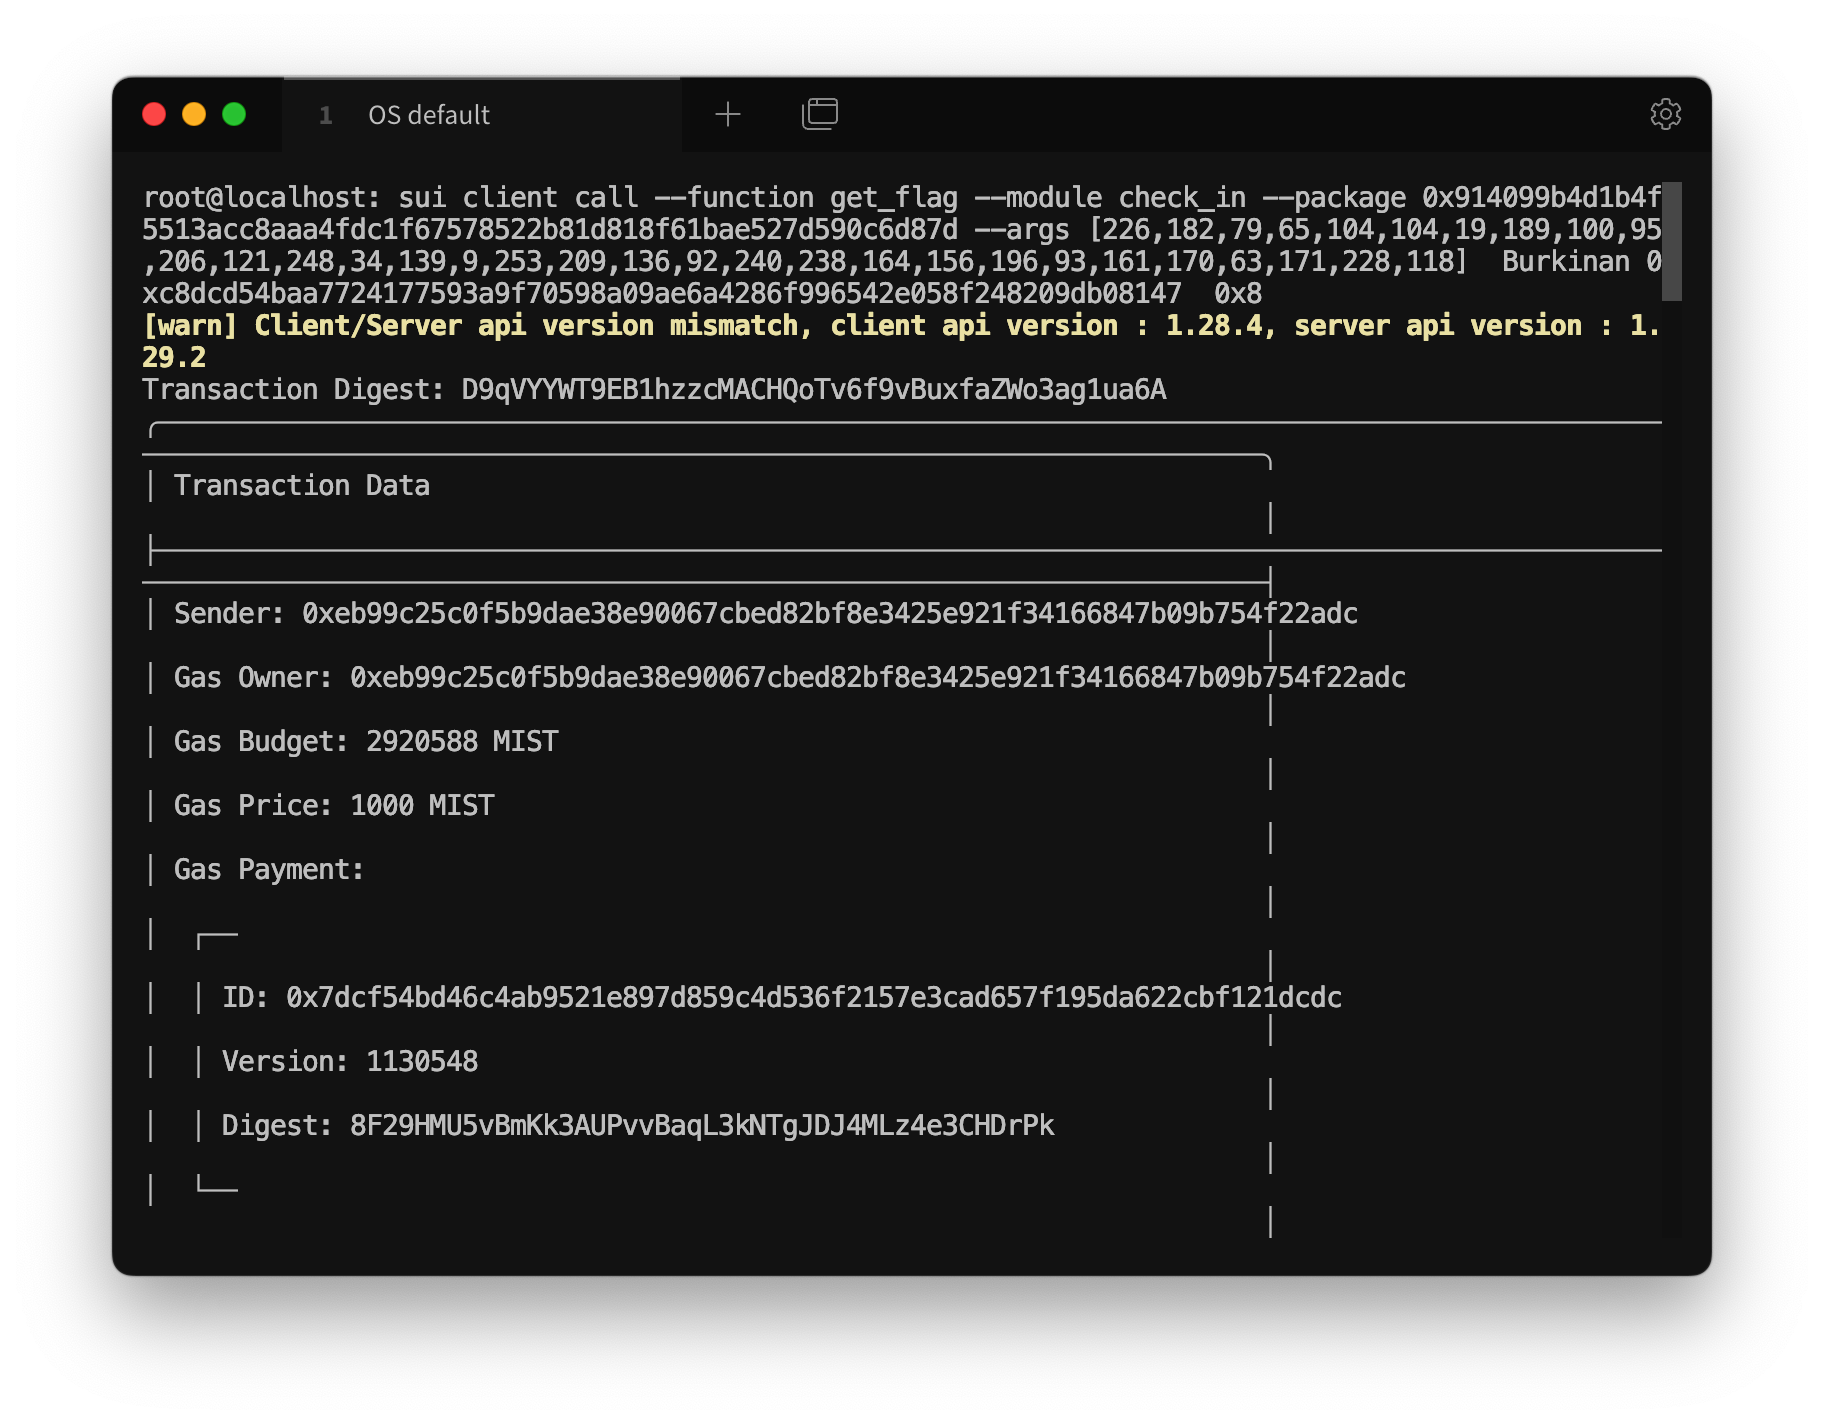 1 OS default
root@localhost: sui client call --function get_flag --module check_in --package 0x914099b4d1b4f
5513acc8aaa4fdc1f67578522b81d818f61bae527d590c6d87d --args [226,182,79,65,104,104,19,189,100,95
,206,121,248,34,139,9,253,209,136,92,240,238,164,156,196,93,161,170,63,171,228,118]  Burkinan 0
xc8dcd54baa7724177593a9f70598a09ae6a4286f996542e058f248209db08147  0x8
[warn] Client/Server api version mismatch, client api version : 1.28.4, server api version : 1.
29.2
Transaction Digest: D9qVYYWT9EB1hzzcMACHQoTv6f9vBuxfaZWo3ag1ua6A
Transaction Data
Sender: 0xeb99c25c0f5b9dae38e90067cbed82bf8e3425e921f34166847b09b754f22adc
Gas Owner: 0xeb99c25c0f5b9dae38e90067cbed82bf8e3425e921f34166847b09b754f22adc
Gas Budget: 2920588 MIST
Gas Price: 1000 MIST
Gas Payment:
ID: 0x7dcf54bd46c4ab9521e897d859c4d536f2157e3cad657f195da622cbf121dcdc
Version: 1130548
Digest: 8F29HMU5vBmKk3AUPvvBaqL3kNTgJDJ4MLz4e3CHDrPk